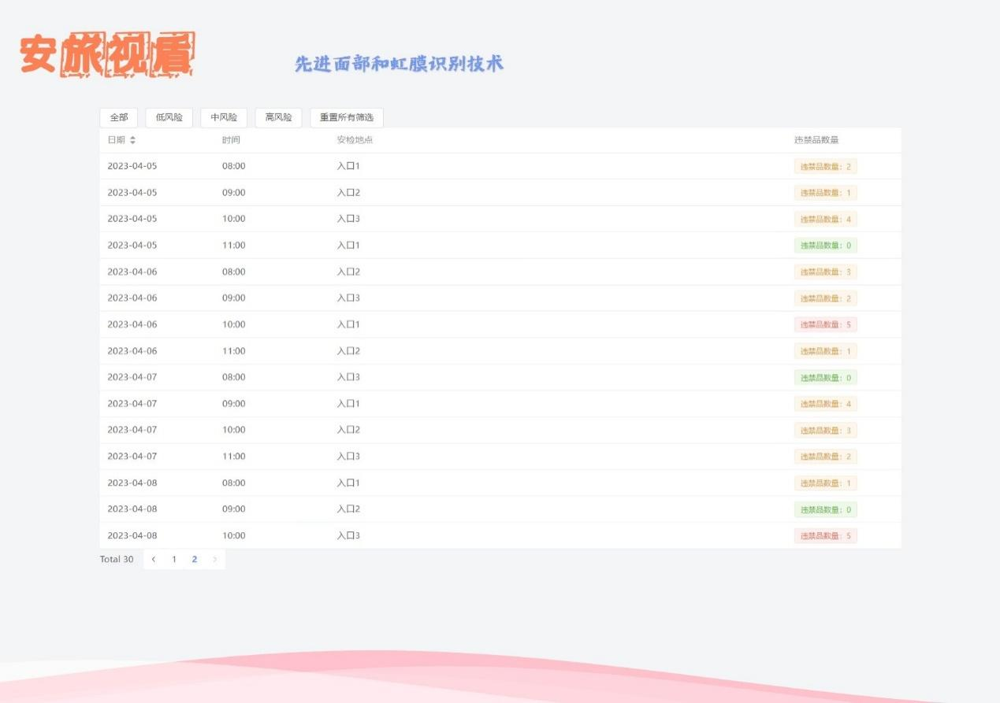 安旅视盾
先进面部和虹膜识别技术
全部 低风险 中风险 高风险 重置所有筛选
日期 时间 安检地点 违禁品数量
2023-04-05 08:00 入口1 违禁品数量：2
2023-04-05 09:00 入口2 违禁品数量：1
2023-04-05 10:00 入口3 违禁品数量：4
2023-04-05 11:00 入口1 违禁品数量：0
2023-04-06 08:00 入口2 违禁品数量：3
2023-04-06 09:00 入口3 违禁品数量：2
2023-04-06 10:00 入口1 违禁品数量：5
2023-04-06 11:00 入口2 违禁品数量：1
2023-04-07 08:00 入口3 违禁品数量：0
2023-04-07 09:00 入口1 违禁品数量：4
2023-04-07 10:00 入口2 违禁品数量：3
2023-04-07 11:00 入口3 违禁品数量：2
2023-04-08 08:00 入口1 违禁品数量：1
2023-04-08 09:00 入口2 违禁品数量：0
2023-04-08 10:00 入口3 违禁品数量：5
Total 30 < 1 2 >